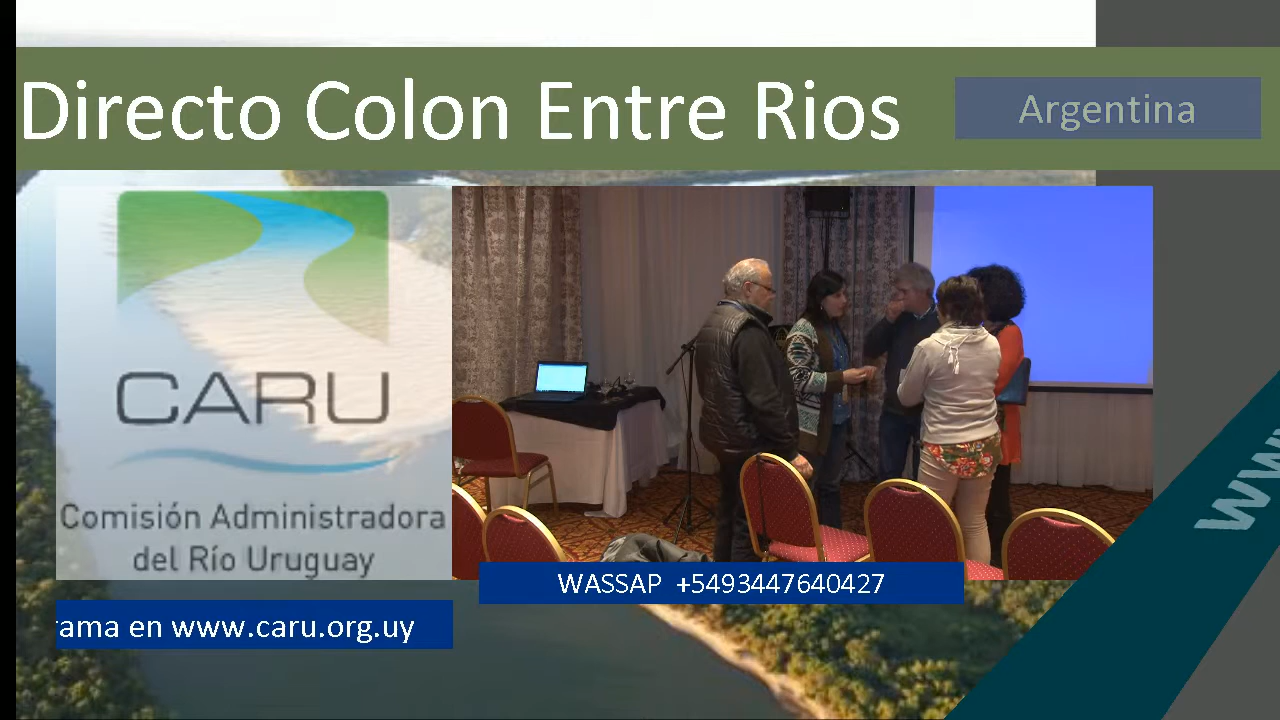 Directo Colon Entre Rios
Argentina
CARU
Comisión Administradora
del Río Uruguay
WASSAP +5493447640427
rama en www.caru.org.uy